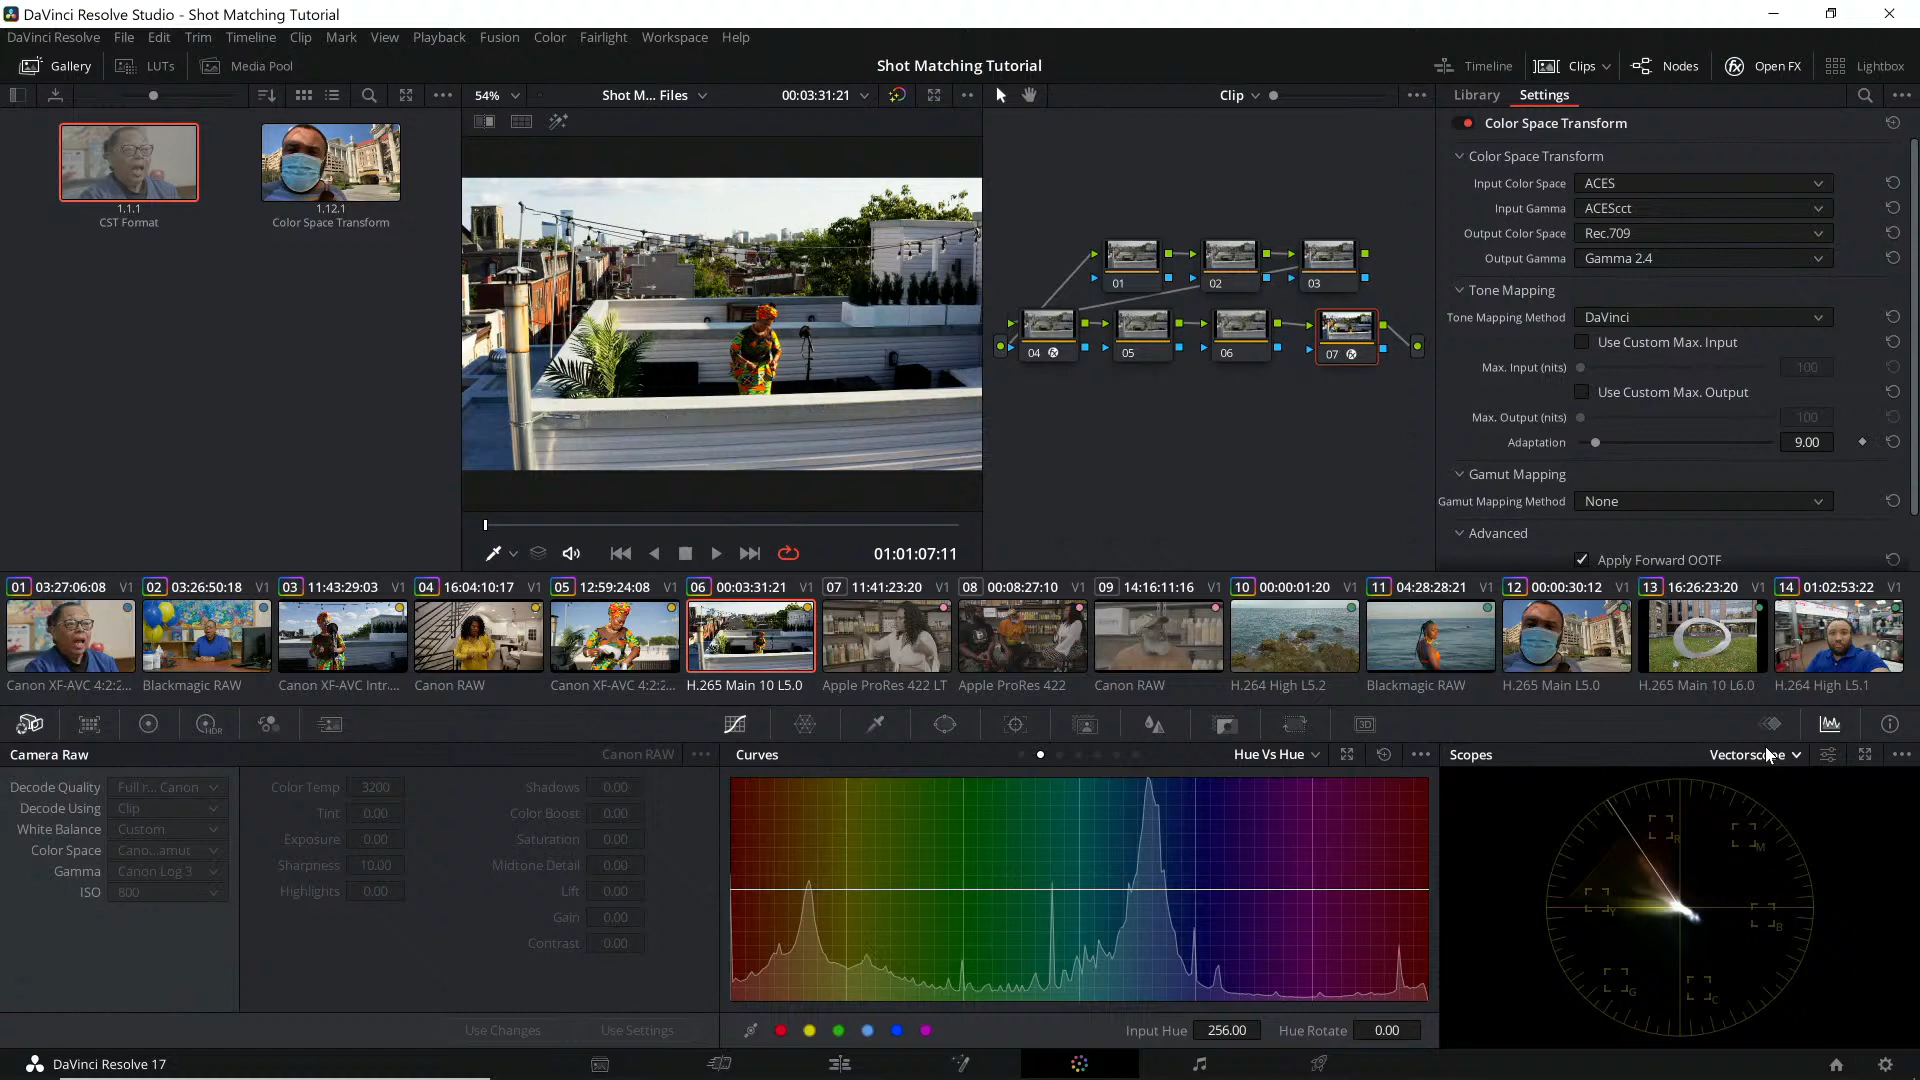 DaVinci Resolve Studio - Shot Matching Tutorial
DaVinci Resolve File Edit Trim Timeline Clip Mark View Playback Fusion Color Fairlight Workspace Help
Gallery LUTs Media Pool Shot Matching Tutorial Timeline Clips Nodes Open FX Lightbox
54% Shot M... Files 00:03:31:21 Clip Library Settings
1.1.1
CST Format
1.12.1
Color Space Transform
01:01:07:11
01
02
03
04
05
06
07
Color Space Transform
Color Space Transform
Input Color Space ACES
Input Gamma ACEScct
Output Color Space Rec.709
Output Gamma Gamma 2.4
Tone Mapping
Tone Mapping Method DaVinci
Use Custom Max. Input
Max. Input (nits) 100
Use Custom Max. Output
Max. Output (nits) 100
Adaptation 9.00
Gamut Mapping
Gamut Mapping Method None
Advanced
Apply Forward OOTF
01 03:27:06:08 V1 02 03:26:50:18 V1 03 11:43:29:03 V1 04 16:04:10:17 V1 05 12:59:24:08 V1 06 00:03:31:21 V1 07 11:41:23:20 V1 08 00:08:27:10 V1 09 14:16:11:16 V1 10 00:00:01:20 V1 11 04:28:28:21 V1 12 00:00:30:12 V1 13 16:26:23:20 V1 14 01:02:53:22 V1
Canon XF-AVC 4:2:2... Blackmagic RAW Canon XF-AVC Intr... Canon RAW Canon XF-AVC 4:2:2... H.265 Main 10 L5.0 Apple ProRes 422 LT Apple ProRes 422 Canon RAW H.264 High L5.2 Blackmagic RAW H.265 Main L5.0 H.265 Main 10 L6.0 H.264 High L5.1
HDR 3D
Camera Raw Canon RAW
Decode Quality Full r... Canon
Decode Using Clip
White Balance Custom
Color Space Cano...amut
Gamma Canon Log 3
ISO 800
Color Temp 3200
Tint 0.00
Exposure 0.00
Sharpness 10.00
Highlights 0.00
Shadows 0.00
Color Boost 0.00
Saturation 0.00
Midtone Detail 0.00
Lift 0.00
Gain 0.00
Contrast 0.00
Use Changes Use Settings
Curves Hue Vs Hue
Input Hue 256.00 Hue Rotate 0.00
Scopes Vectorscope
R
M
Y
B
G
C
DaVinci Resolve 17